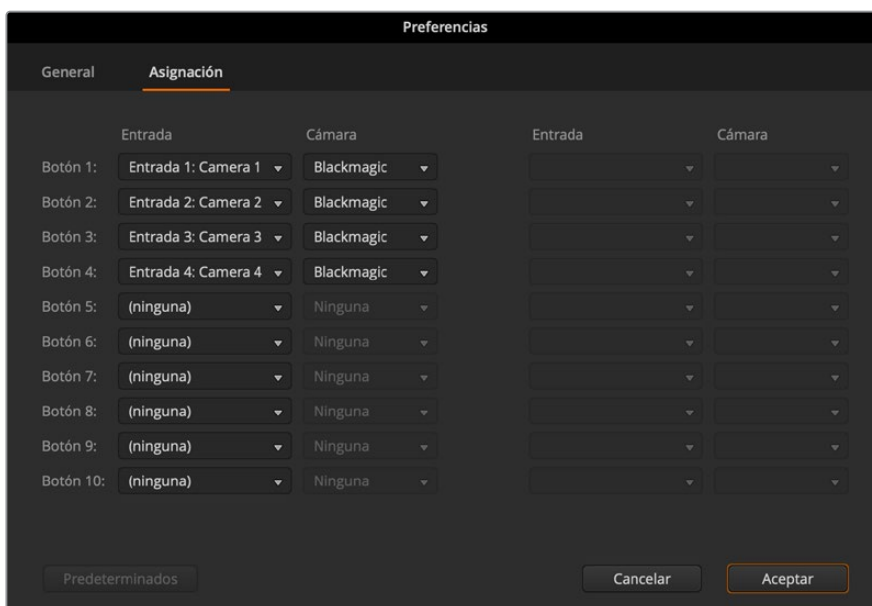 Preferencias
General Asignación
Entrada Cámara Entrada Cámara
Botón 1: Entrada 1: Camera 1 Blackmagic
Botón 2: Entrada 2: Camera 2 Blackmagic
Botón 3: Entrada 3: Camera 3 Blackmagic
Botón 4: Entrada 4: Camera 4 Blackmagic
Botón 5: (ninguna) Ninguna
Botón 6: (ninguna) Ninguna
Botón 7: (ninguna) Ninguna
Botón 8: (ninguna) Ninguna
Botón 9: (ninguna) Ninguna
Botón 10: (ninguna) Ninguna
Predeterminados Cancelar Aceptar